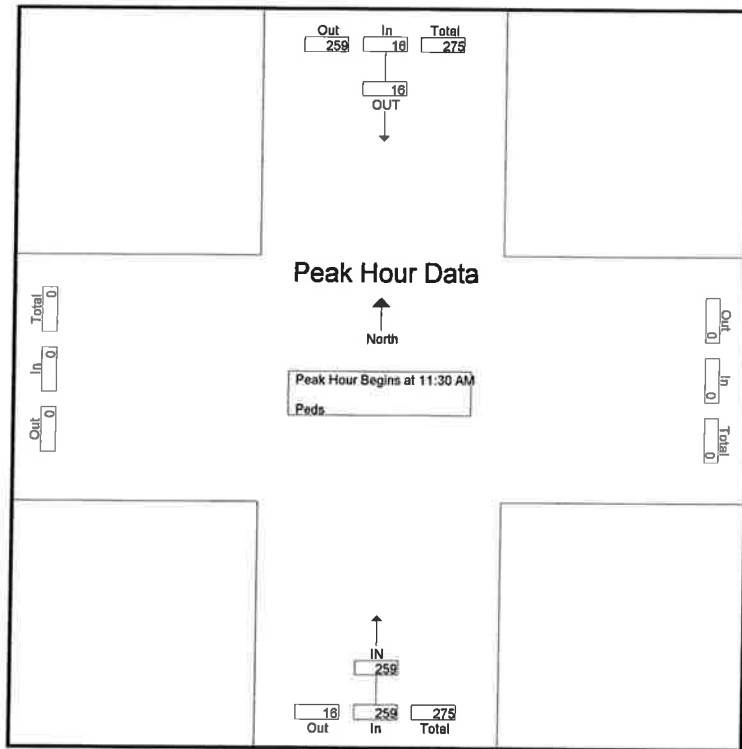 Out In Total
259 16 275
16
OUT
Peak Hour Data
North
Total 0
In 0
Out 0
Out 0
In 0
Total 0
Peak Hour Begins at 11:30 AM
Peds
IN
259
16 259 275
Out In Total